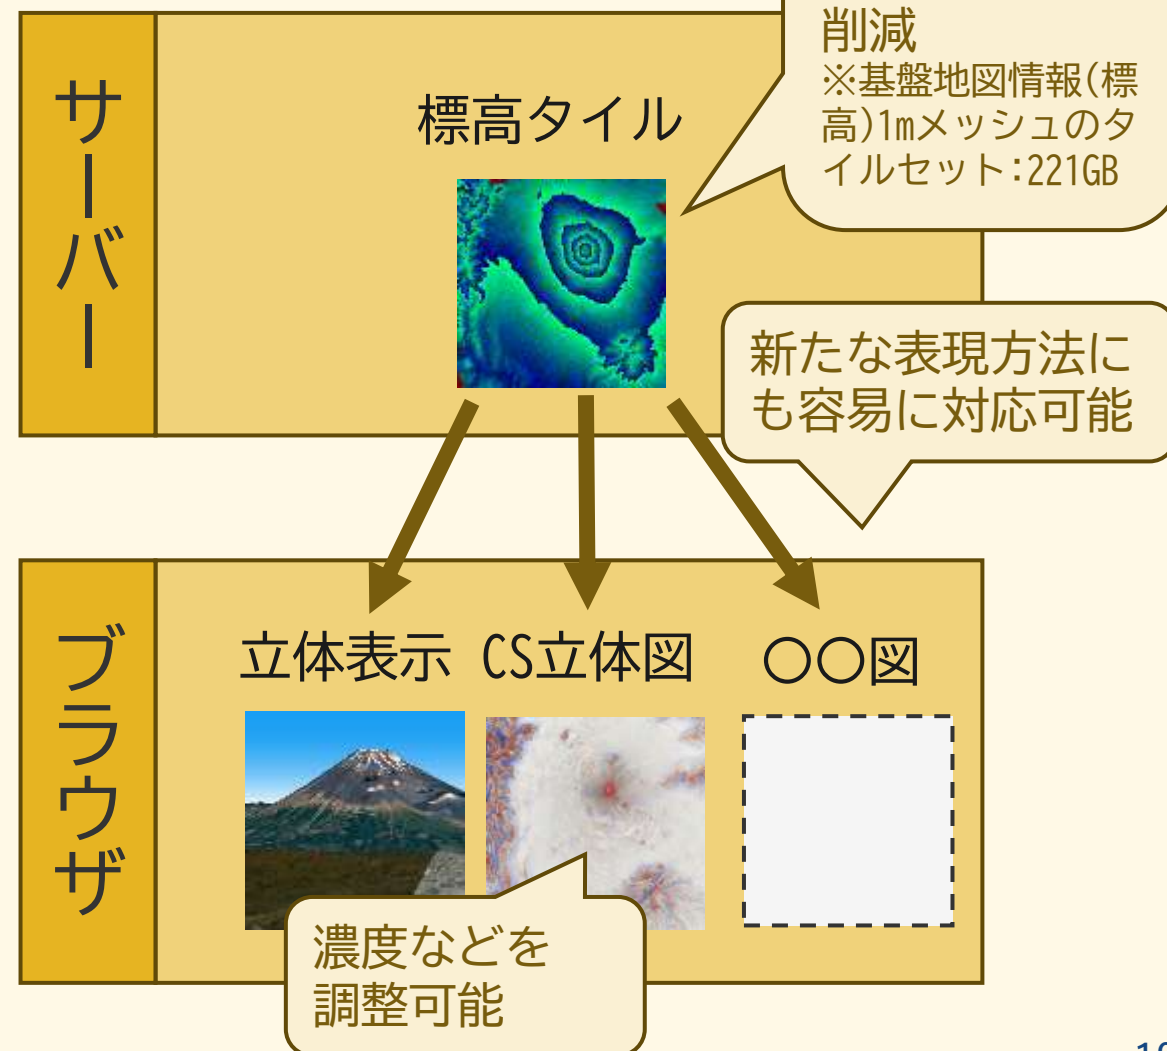 サーバー
標高タイル
削減
※基盤地図情報(標
高)1mメッシュのタ
イルセット:221GB
新たな表現方法に
も容易に対応可能
ブラウザ
立体表示
CS立体図
〇〇図
濃度などを
調整可能